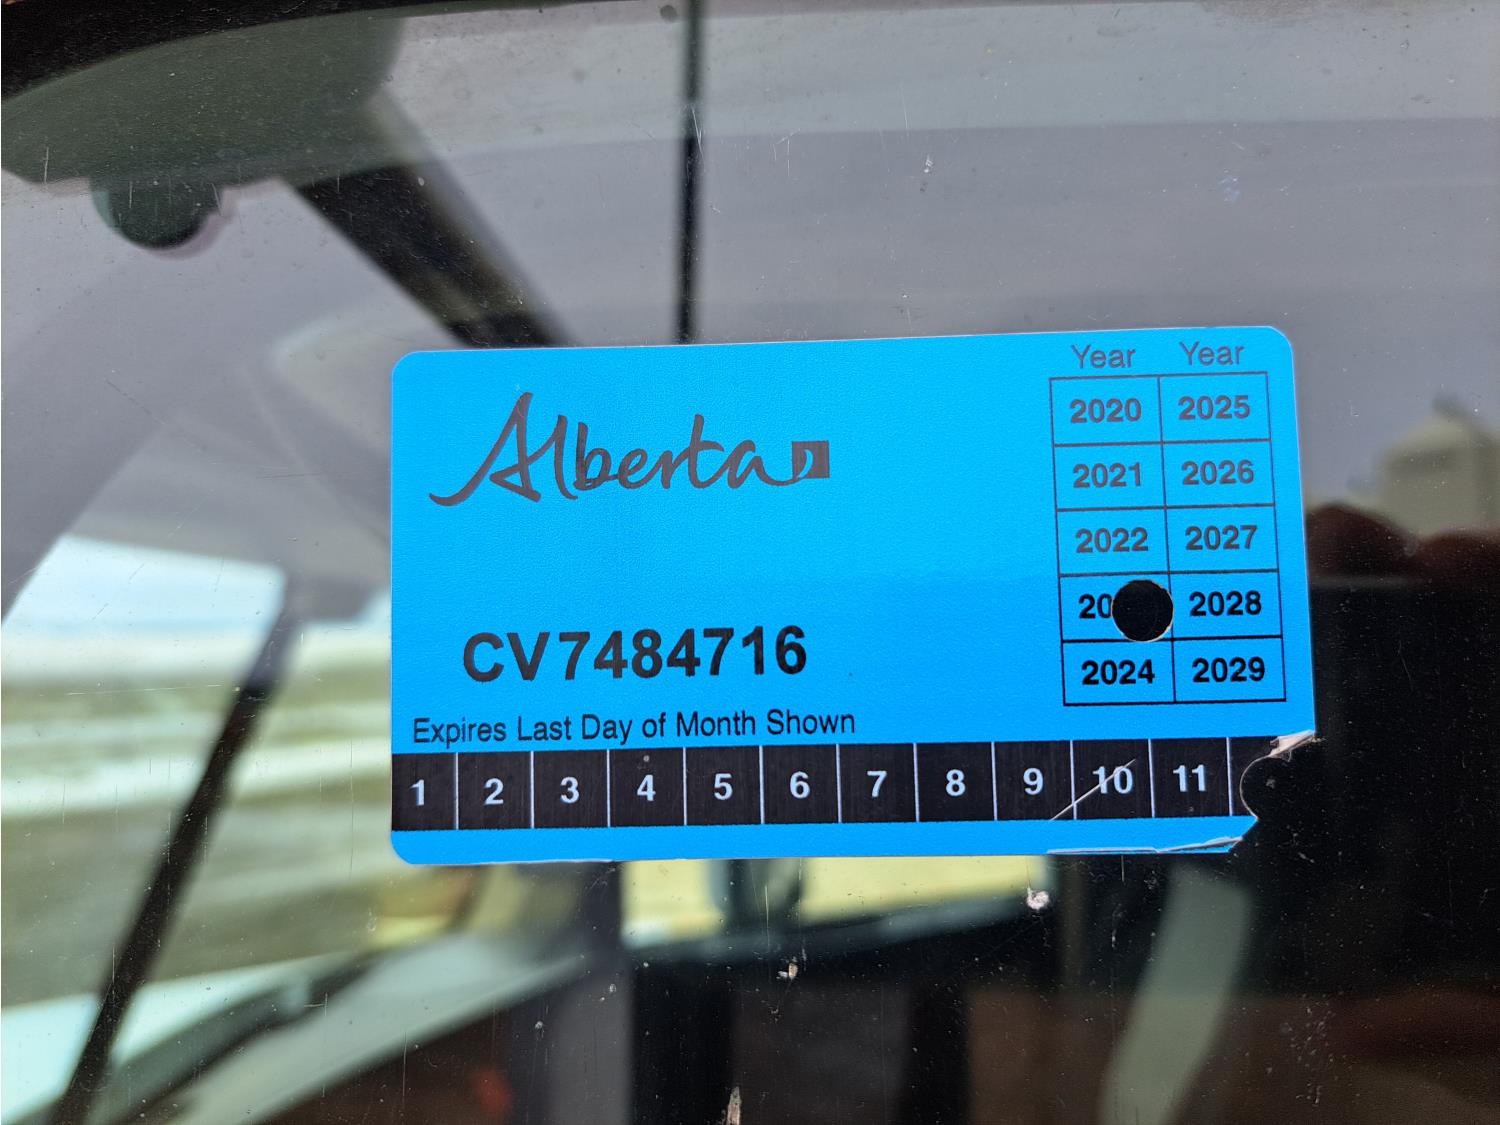 Alberta
Year Year
2020 2025
2021 2026
2022 2027
20 2028
2024 2029
CV7484716
Expires Last Day of Month Shown
1 2 3 4 5 6 7 8 9 10 11